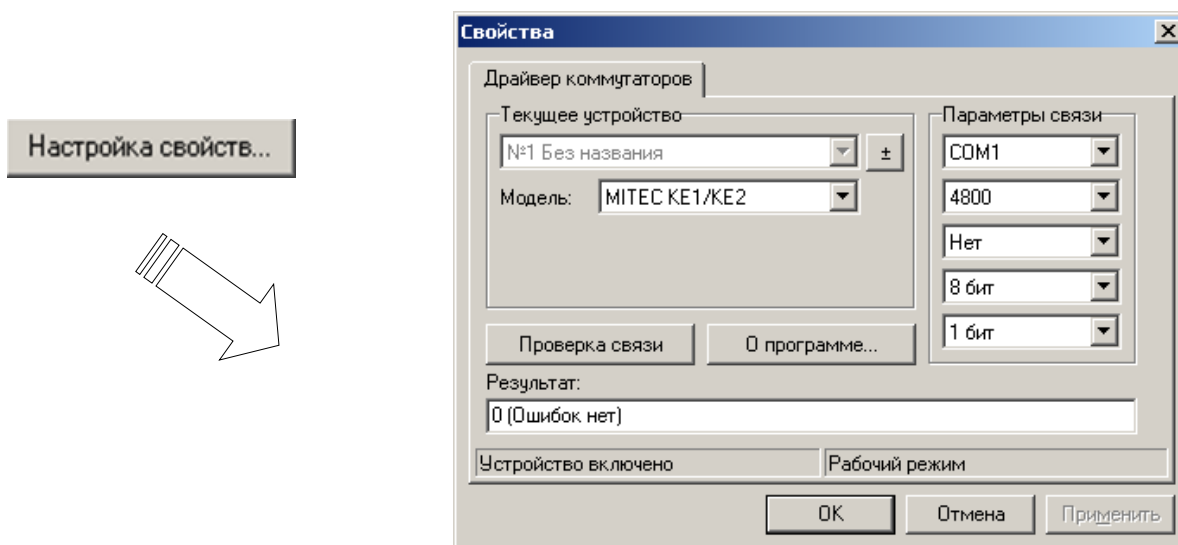 Настройка свойств...
Свойства
Драйвер коммутаторов
Текущее устройство
№1 Без названия
±
Модель:
MITEC KE1/KE2
Параметры связи
COM1
4800
Нет
8 бит
1 бит
Проверка связи
О программе...
Результат:
0 (Ошибок нет)
Устройство включено
Рабочий режим
OK
Отмена
Применить